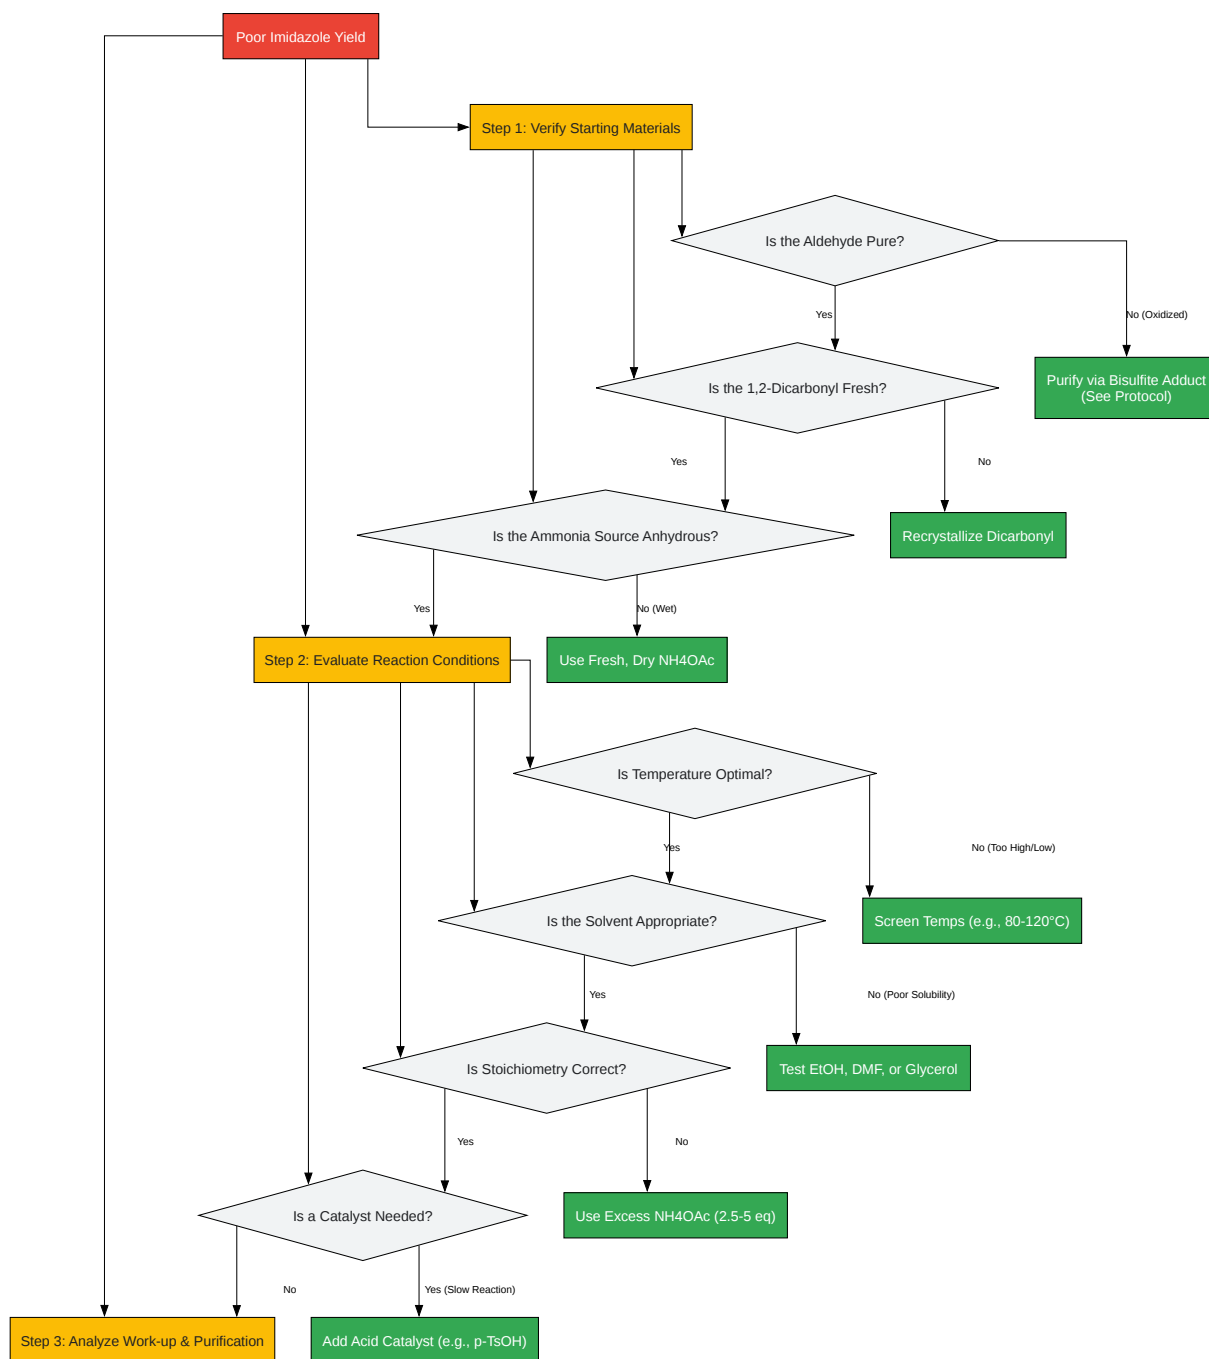 Poor Imidazole Yield
Step 1: Verify Starting Materials
Is the Aldehyde Pure?
Yes
No (Oxidized)
Is the 1,2-Dicarbonyl Fresh?
Purify via Bisulfite Adduct
(See Protocol)
Yes
No
Is the Ammonia Source Anhydrous?
Recrystallize Dicarbonyl
Yes
No (Wet)
Step 2: Evaluate Reaction Conditions
Use Fresh, Dry NH4OAc
Is Temperature Optimal?
Yes
No (Too High/Low)
Is the Solvent Appropriate?
Screen Temps (e.g., 80-120°C)
Yes
No (Poor Solubility)
Is Stoichiometry Correct?
Test EtOH, DMF, or Glycerol
Yes
No
Is a Catalyst Needed?
Use Excess NH4OAc (2.5-5 eq)
No
Yes (Slow Reaction)
Step 3: Analyze Work-up & Purification
Add Acid Catalyst (e.g., p-TsOH)